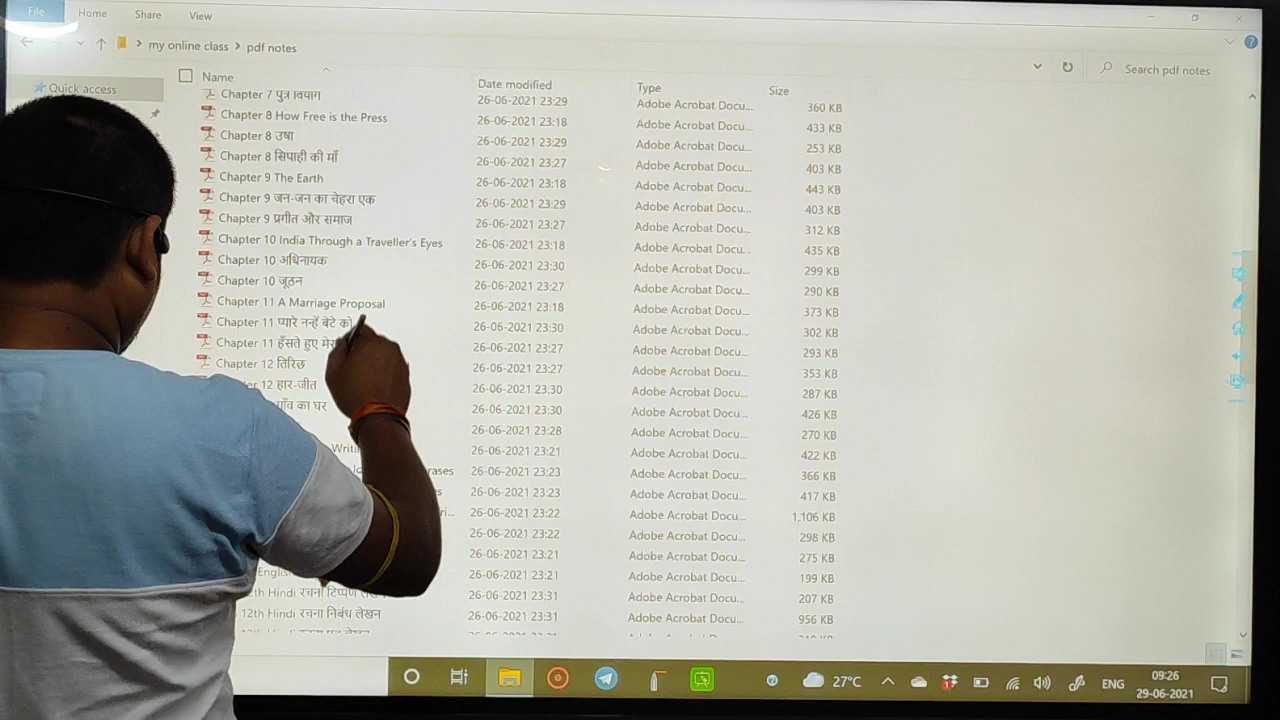 File Home Share View
my online class > pdf notes
Search pdf notes
Quick access
Name Date modified Type Size
Chapter 7 पुत्र वियोग 26-06-2021 23:29 Adobe Acrobat Docu... 360 KB
Chapter 8 How Free is the Press 26-06-2021 23:18 Adobe Acrobat Docu... 433 KB
Chapter 8 उषा 26-06-2021 23:29 Adobe Acrobat Docu... 253 KB
Chapter 8 सिपाही की माँ 26-06-2021 23:27 Adobe Acrobat Docu... 403 KB
Chapter 9 The Earth 26-06-2021 23:18 Adobe Acrobat Docu... 443 KB
Chapter 9 जन-जन का चेहरा एक 26-06-2021 23:29 Adobe Acrobat Docu... 403 KB
Chapter 9 प्रगीत और समाज 26-06-2021 23:27 Adobe Acrobat Docu... 312 KB
Chapter 10 India Through a Traveller's Eyes 26-06-2021 23:18 Adobe Acrobat Docu... 435 KB
Chapter 10 अधिनायक 26-06-2021 23:30 Adobe Acrobat Docu... 299 KB
Chapter 10 जूठन 26-06-2021 23:27 Adobe Acrobat Docu... 290 KB
Chapter 11 A Marriage Proposal 26-06-2021 23:18 Adobe Acrobat Docu... 373 KB
Chapter 11 प्यारे नन्हें बेटे को 26-06-2021 23:30 Adobe Acrobat Docu... 302 KB
Chapter 11 हँसते हुए 26-06-2021 23:27 Adobe Acrobat Docu... 293 KB
Chapter 12 तिरिछ 26-06-2021 23:27 Adobe Acrobat Docu... 353 KB
12 हार-जीत 26-06-2021 23:30 Adobe Acrobat Docu... 287 KB
गाँव का घर 26-06-2021 23:30 Adobe Acrobat Docu... 426 KB
26-06-2021 23:28 Adobe Acrobat Docu... 270 KB
26-06-2021 23:21 Adobe Acrobat Docu... 422 KB
26-06-2021 23:23 Adobe Acrobat Docu... 366 KB
26-06-2021 23:23 Adobe Acrobat Docu... 417 KB
26-06-2021 23:22 Adobe Acrobat Docu... 1,106 KB
26-06-2021 23:22 Adobe Acrobat Docu... 298 KB
26-06-2021 23:21 Adobe Acrobat Docu... 275 KB
26-06-2021 23:21 Adobe Acrobat Docu... 199 KB
Hindi रचना टिप्पण 26-06-2021 23:31 Adobe Acrobat Docu... 207 KB
12th Hindi रचना निबंध लेखन 26-06-2021 23:31 Adobe Acrobat Docu... 956 KB
27°C ENG 09:26
29-06-2021